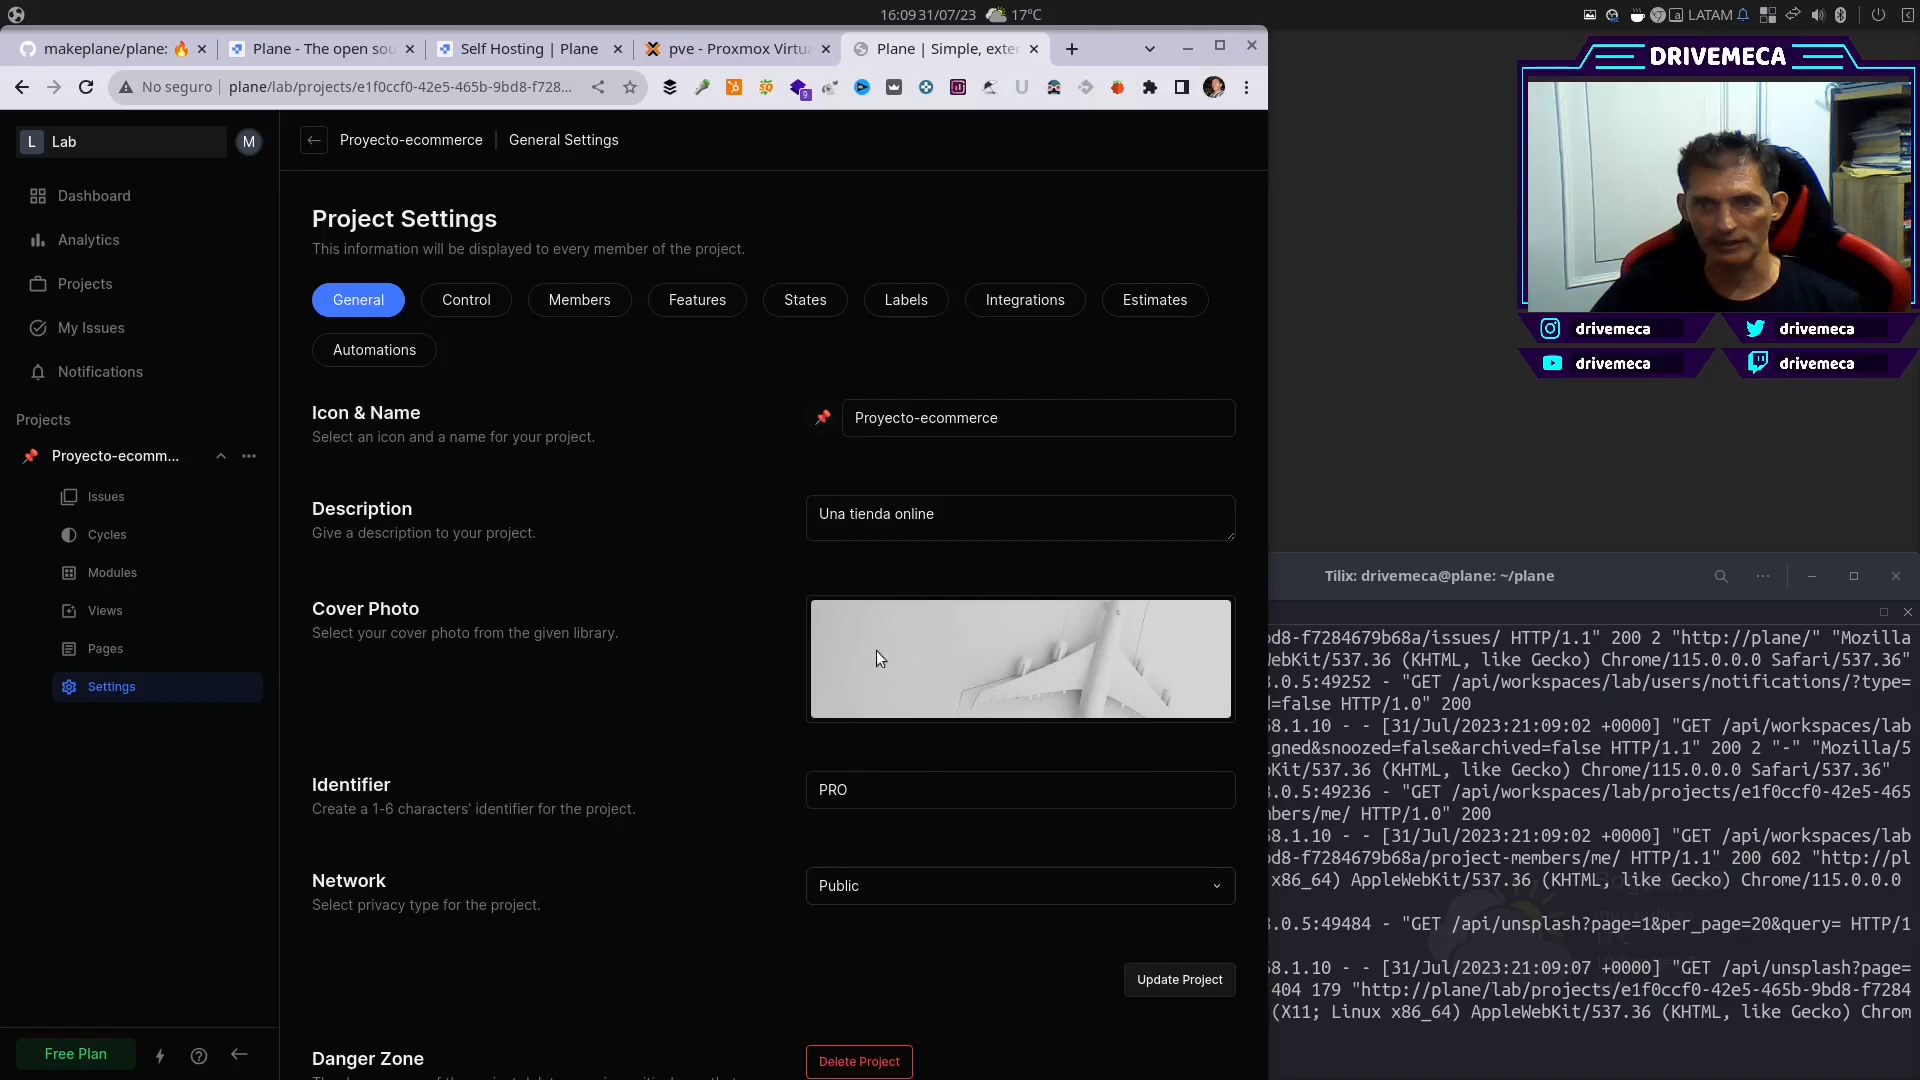 16:09 31/07/23 17°C
LATAM
makeplane/plane: 🔥
Plane - The open sou
Self Hosting | Plane
pve - Proxmox Virtua
Plane | Simple, exter
No seguro
plane/lab/projects/e1f0ccf0-42e5-465b-9bd8-f728...
9
DRIVEMECA
drivemeca
drivemeca
drivemeca
drivemeca
L
Lab
M
Dashboard
Analytics
Projects
My Issues
Notifications
Projects
Proyecto-ecomm...
Issues
Cycles
Modules
Views
Pages
Settings
Free Plan
Proyecto-ecommerce
General Settings
Project Settings
This information will be displayed to every member of the project.
General
Control
Members
Features
States
Labels
Integrations
Estimates
Automations
Icon & Name
Select an icon and a name for your project.
Proyecto-ecommerce
Description
Give a description to your project.
Una tienda online
Cover Photo
Select your cover photo from the given library.
Identifier
Create a 1-6 characters' identifier for the project.
PRO
Network
Select privacy type for the project.
Public
Update Project
Danger Zone
Delete Project
Tilix: drivemeca@plane: ~/plane
bd8-f7284679b68a/issues/ HTTP/1.1" 200 2 "http://plane/" "Mozilla
WebKit/537.36 (KHTML, like Gecko) Chrome/115.0.0.0 Safari/537.36"
8.0.5:49252 - "GET /api/workspaces/lab/users/notifications/?type=
d=false HTTP/1.0" 200
68.1.10 - - [31/Jul/2023:21:09:02 +0000] "GET /api/workspaces/lab
igned&snoozed=false&archived=false HTTP/1.1" 200 2 "-" "Mozilla/5
bKit/537.36 (KHTML, like Gecko) Chrome/115.0.0.0 Safari/537.36"
8.0.5:49236 - "GET /api/workspaces/lab/projects/e1f0ccf0-42e5-465
mbers/me/ HTTP/1.0" 200
68.1.10 - - [31/Jul/2023:21:09:02 +0000] "GET /api/workspaces/lab
bd8-f7284679b68a/project-members/me/ HTTP/1.1" 200 602 "http://pl
x86_64) AppleWebKit/537.36 (KHTML, like Gecko) Chrome/115.0.0.0
8.0.5:49484 - "GET /api/unsplash?page=1&per_page=20&query= HTTP/1
68.1.10 - - [31/Jul/2023:21:09:07 +0000] "GET /api/unsplash?page=
404 179 "http://plane/lab/projects/e1f0ccf0-42e5-465b-9bd8-f7284
(X11; Linux x86_64) AppleWebKit/537.36 (KHTML, like Gecko) Chrom